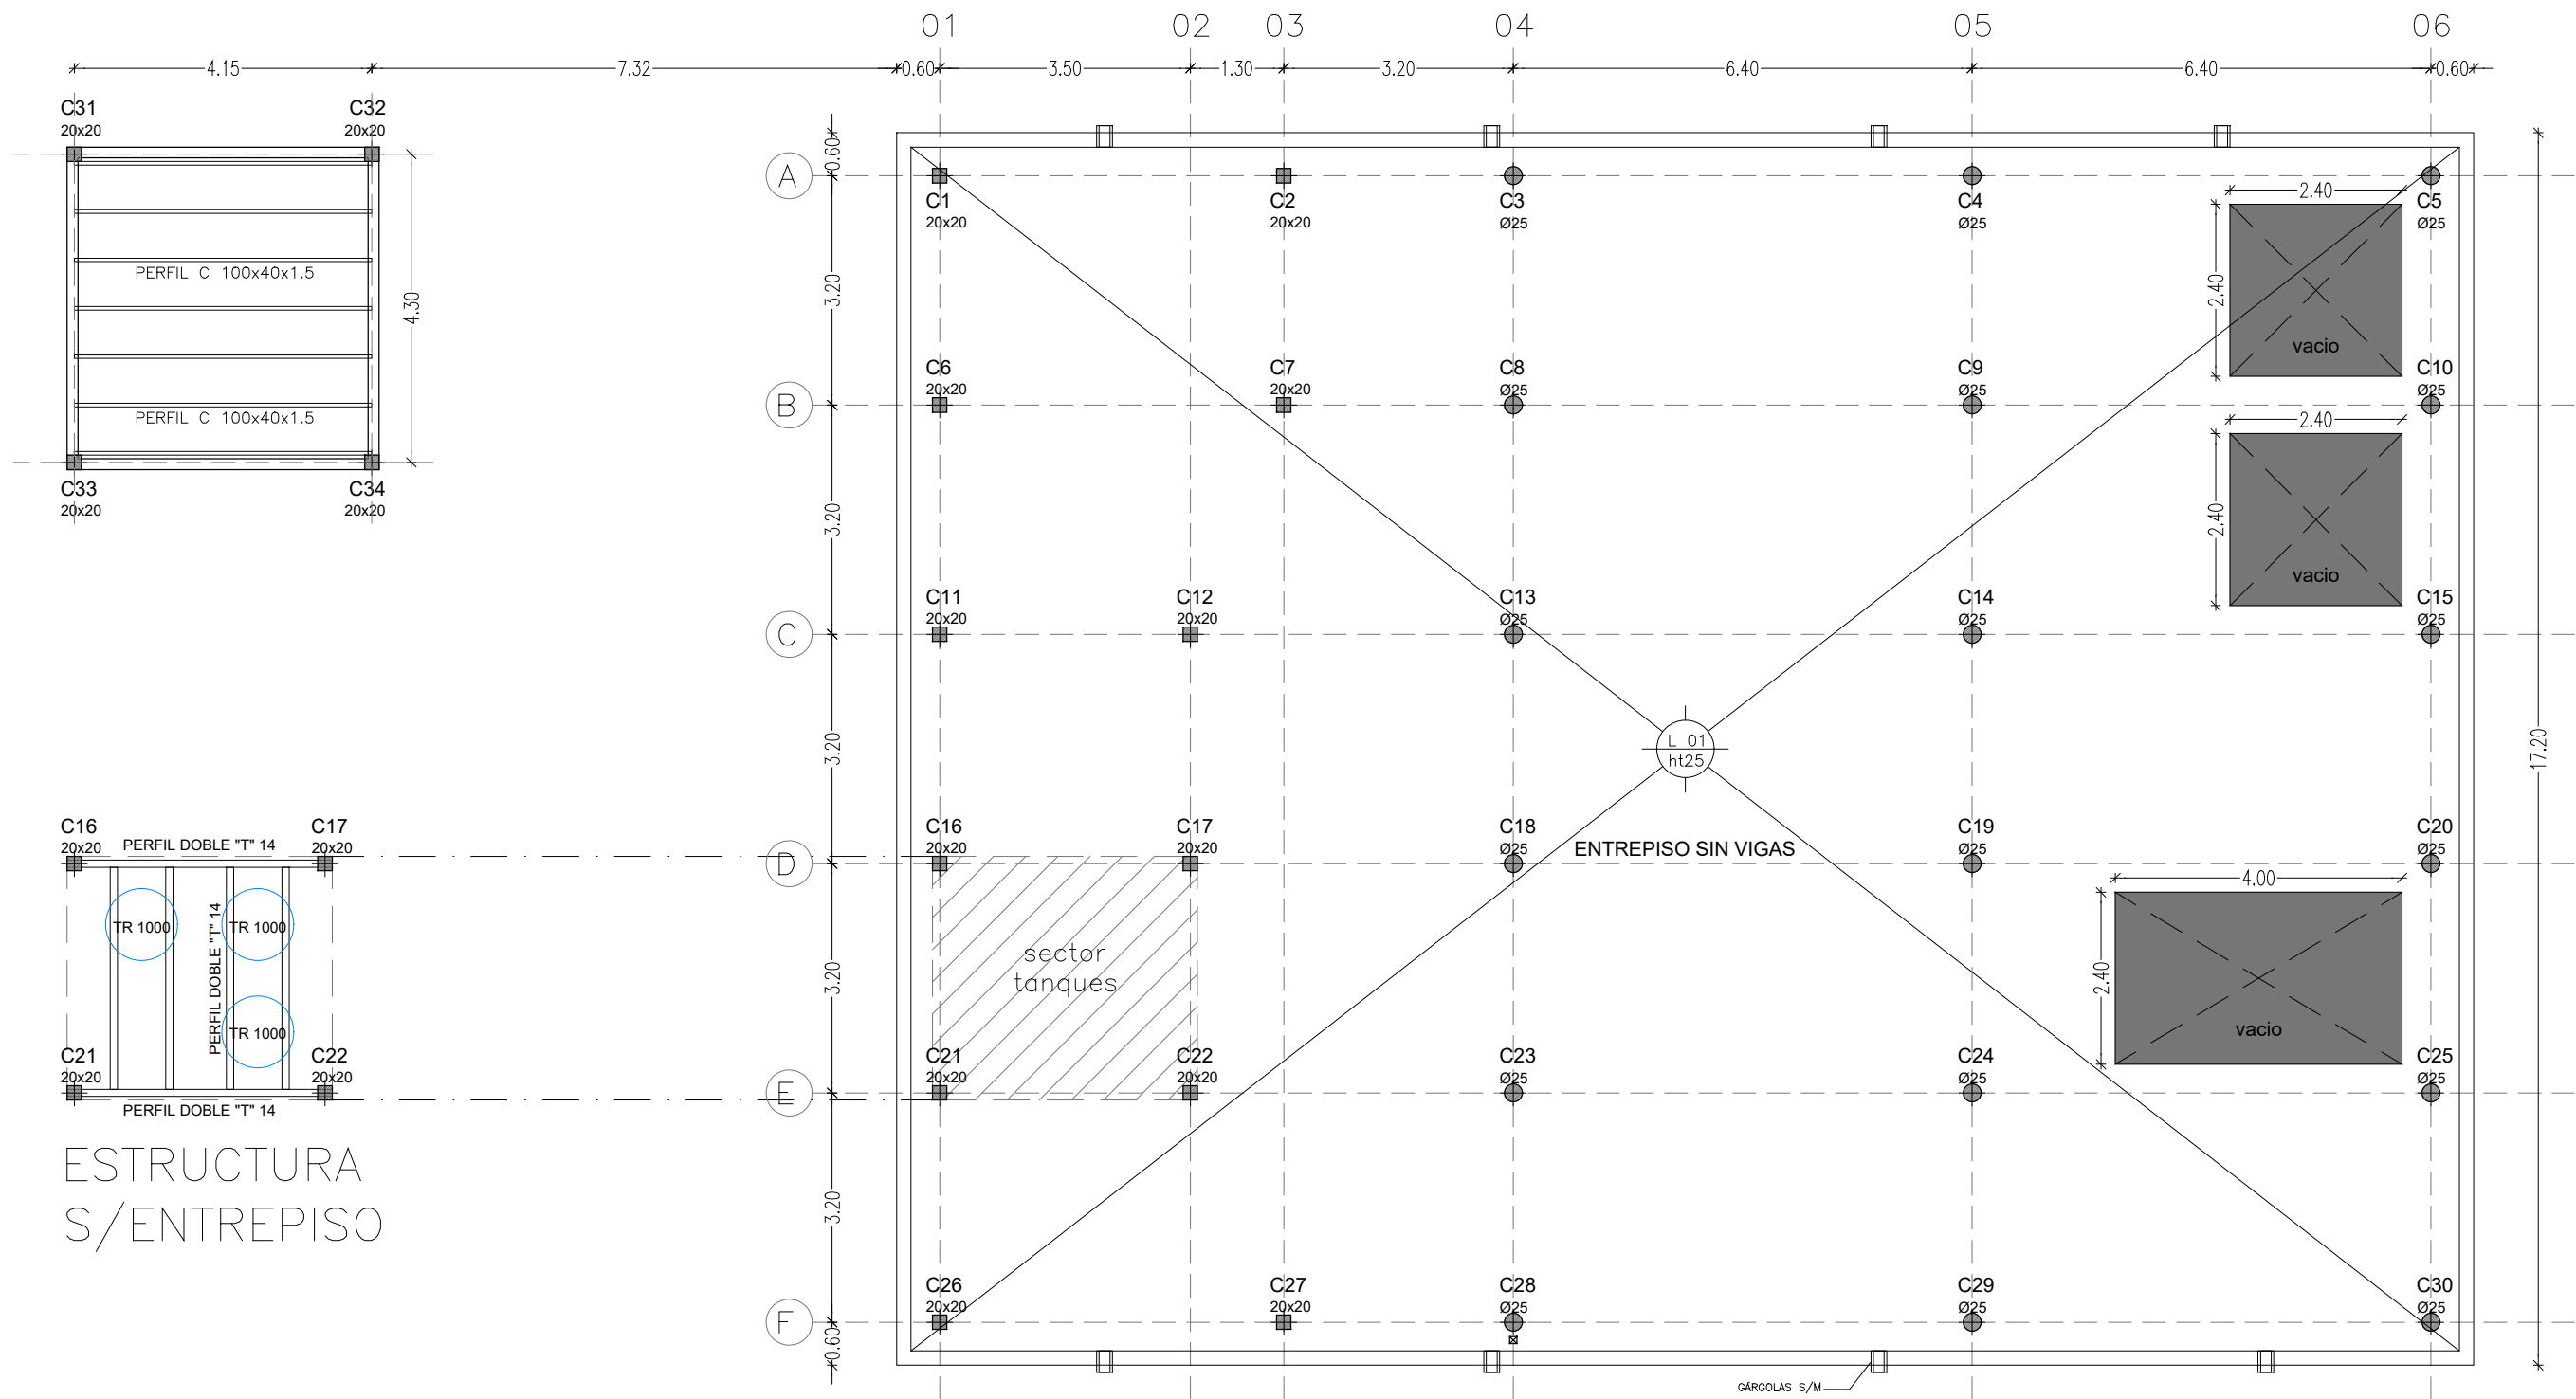 01 02 03 04 05 06
4.15 7.32 0.60 3.50 1.30 3.20 6.40 6.40 0.60
C31 C32
20x20 20x20
0.60
A
C1 C2 C3 C4 C5
20x20 20x20 Ø25 Ø25 Ø25
2.40
2.40
vacio
PERFIL C 100x40x1.5
4.30
3.20
PERFIL C 100x40x1.5
C6 C7 C8 C9 C10
20x20 20x20 Ø25 Ø25 Ø25
B
2.40
2.40
vacio
C33 C34
20x20 20x20
3.20
C11 C12 C13 C14 C15
20x20 20x20 Ø25 Ø25 Ø25
C
3.20
L 01
ht25
17.20
C16 C17
20x20 20x20
PERFIL DOBLE "T" 14
C16 C17 C18 C19 C20
20x20 20x20 Ø25 Ø25 Ø25
D
ENTREPISO SIN VIGAS
4.00
2.40
vacio
TR 1000 TR 1000
PERFIL DOBLE "T" 14
TR 1000
3.20
sector
tanques
C21 C22
20x20 20x20
PERFIL DOBLE "T" 14
C21 C22 C23 C24 C25
20x20 20x20 Ø25 Ø25 Ø25
E
ESTRUCTURA
S/ENTREPISO
3.20
C26 C27 C28 C29 C30
20x20 20x20 Ø25 Ø25 Ø25
F
0.60
GÁRGOLAS S/M